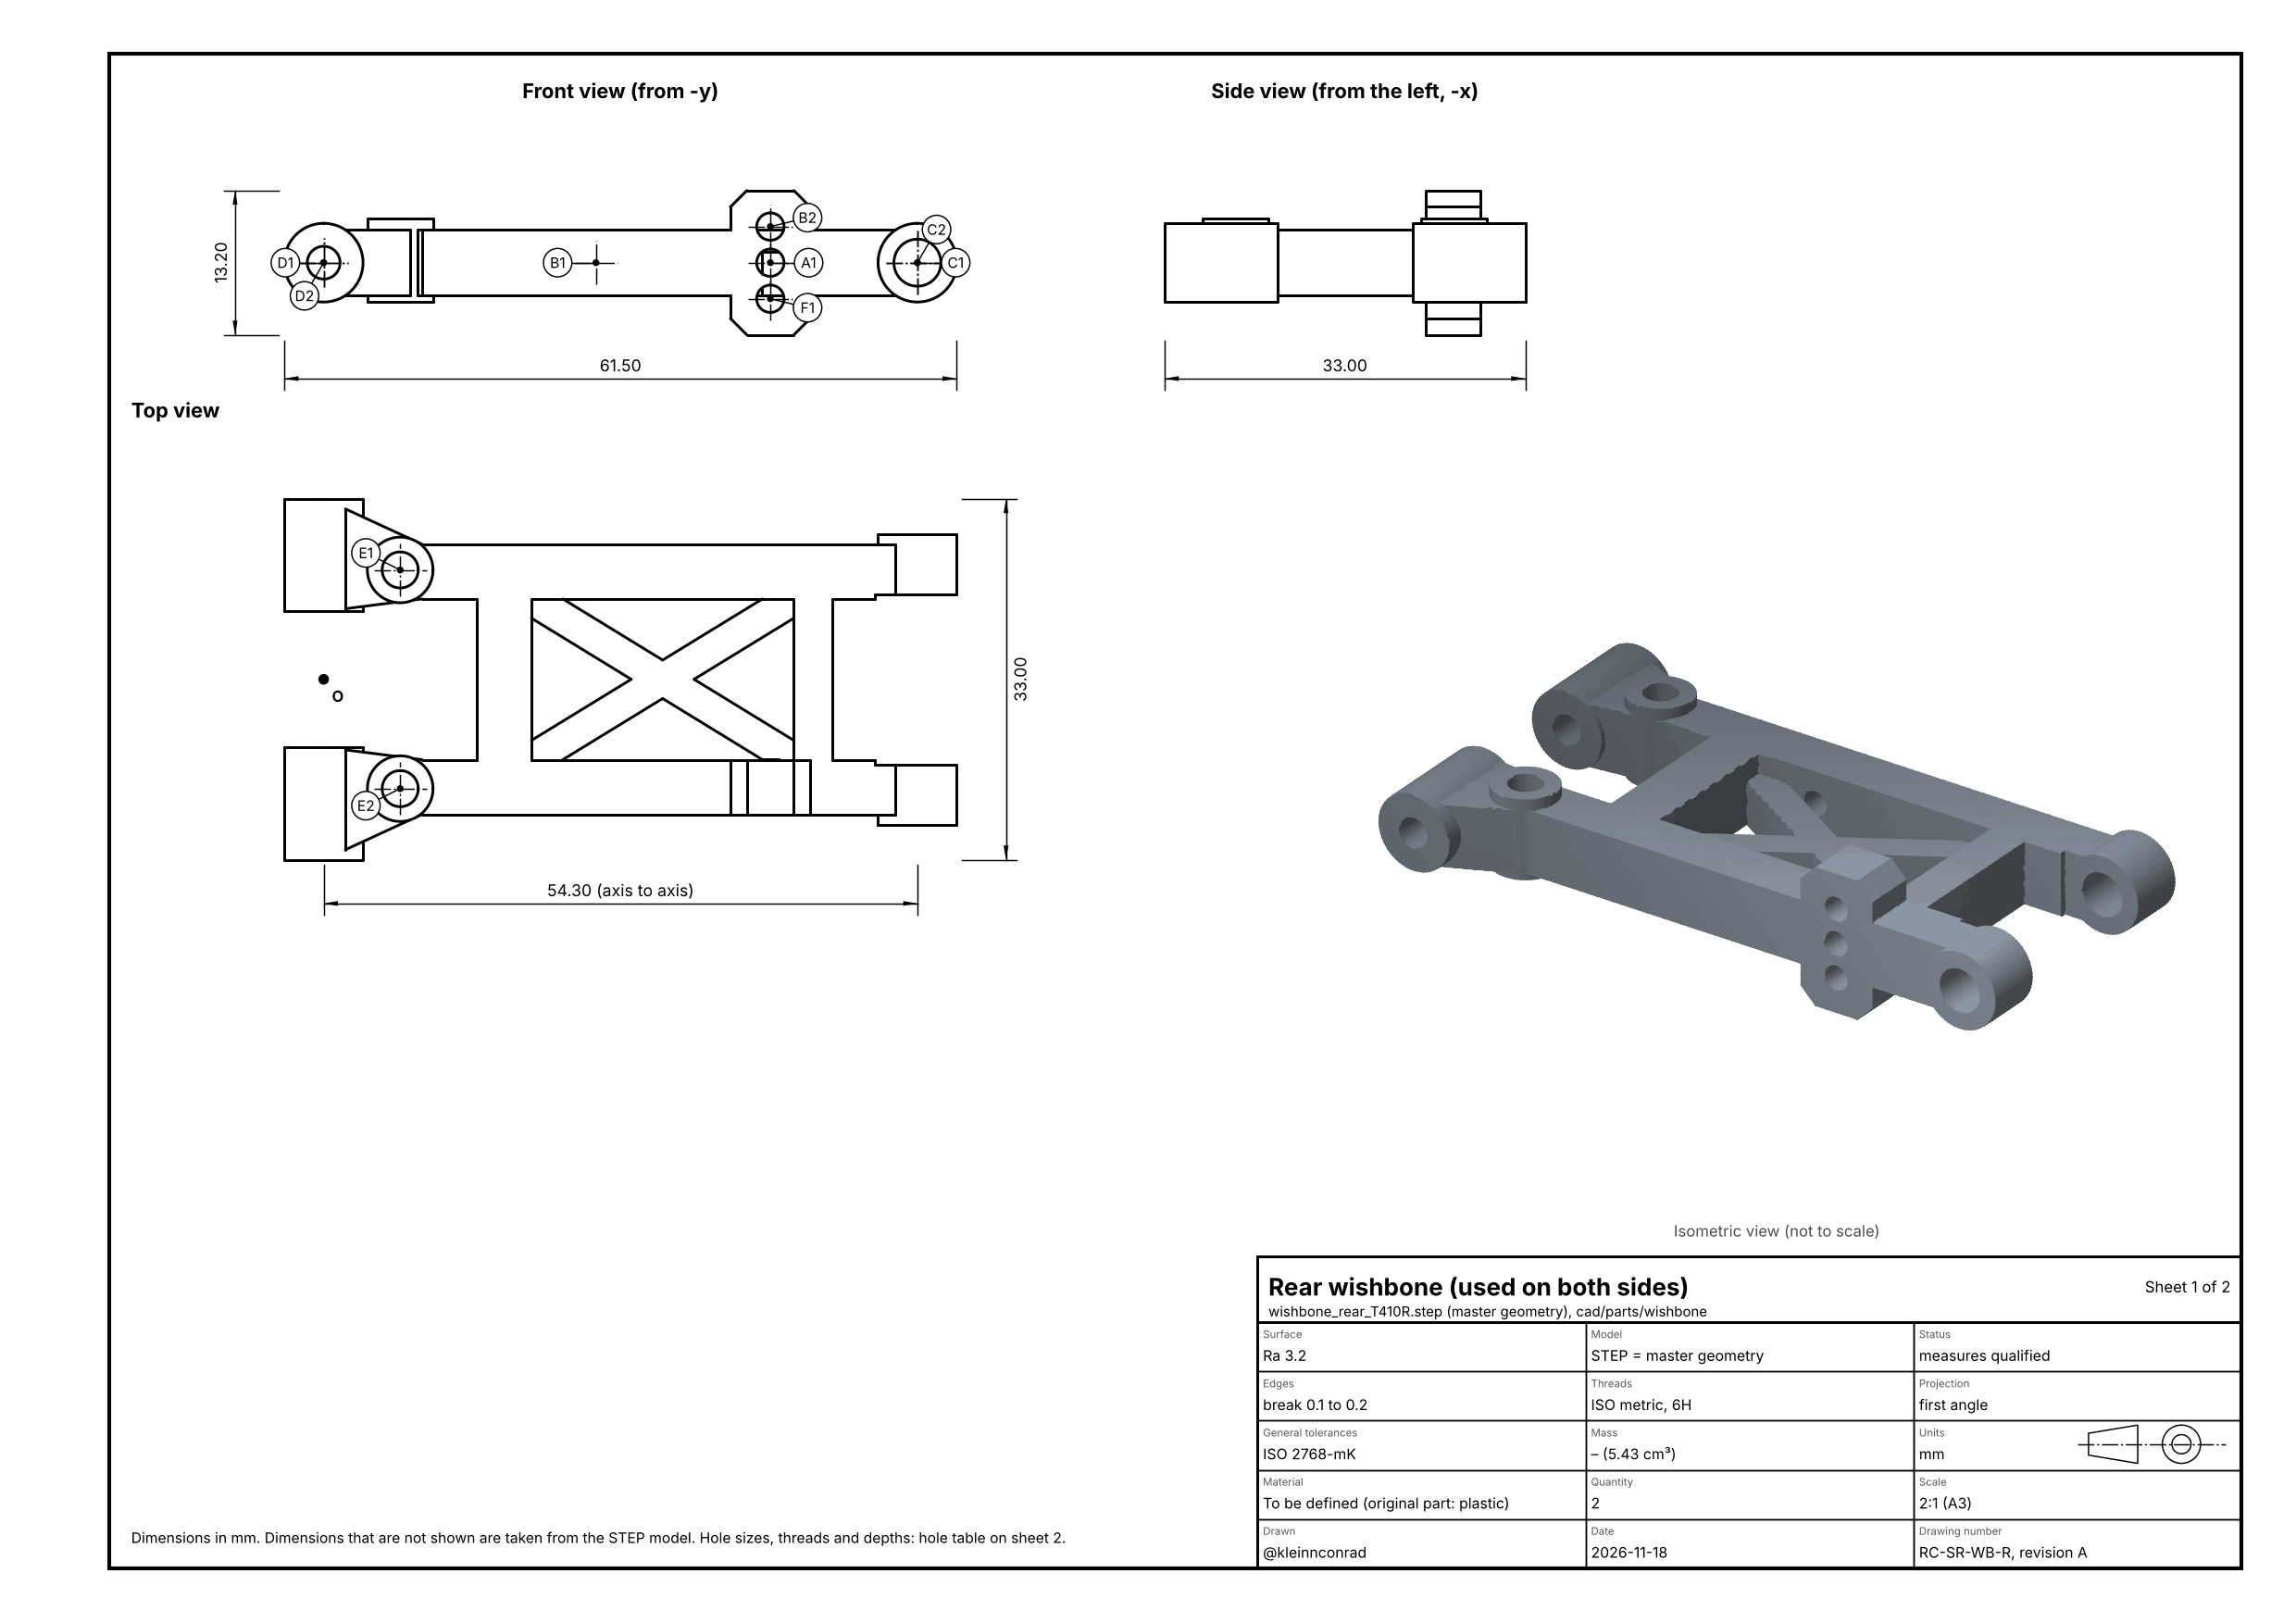 Front view (from -y)
Side view (from the left, -x)
13.20
D1
D2
B1
B2
A1
F1
C2
C1
61.50
33.00
Top view
E1
O
E2
33.00
54.30 (axis to axis)
Isometric view (not to scale)
Rear wishbone (used on both sides)
Sheet 1 of 2
wishbone_rear_T410R.step (master geometry), cad/parts/wishbone
Surface
Model
Status
Ra 3.2
STEP = master geometry
measures qualified
Edges
Threads
Projection
break 0.1 to 0.2
ISO metric, 6H
first angle
General tolerances
Mass
Units
ISO 2768-mK
– (5.43 cm³)
mm
Material
Quantity
Scale
To be defined (original part: plastic)
2
2:1 (A3)
Drawn
Date
Drawing number
@kleinnconrad
2026-11-18
RC-SR-WB-R, revision A
Dimensions in mm. Dimensions that are not shown are taken from the STEP model. Hole sizes, threads and depths: hole table on sheet 2.